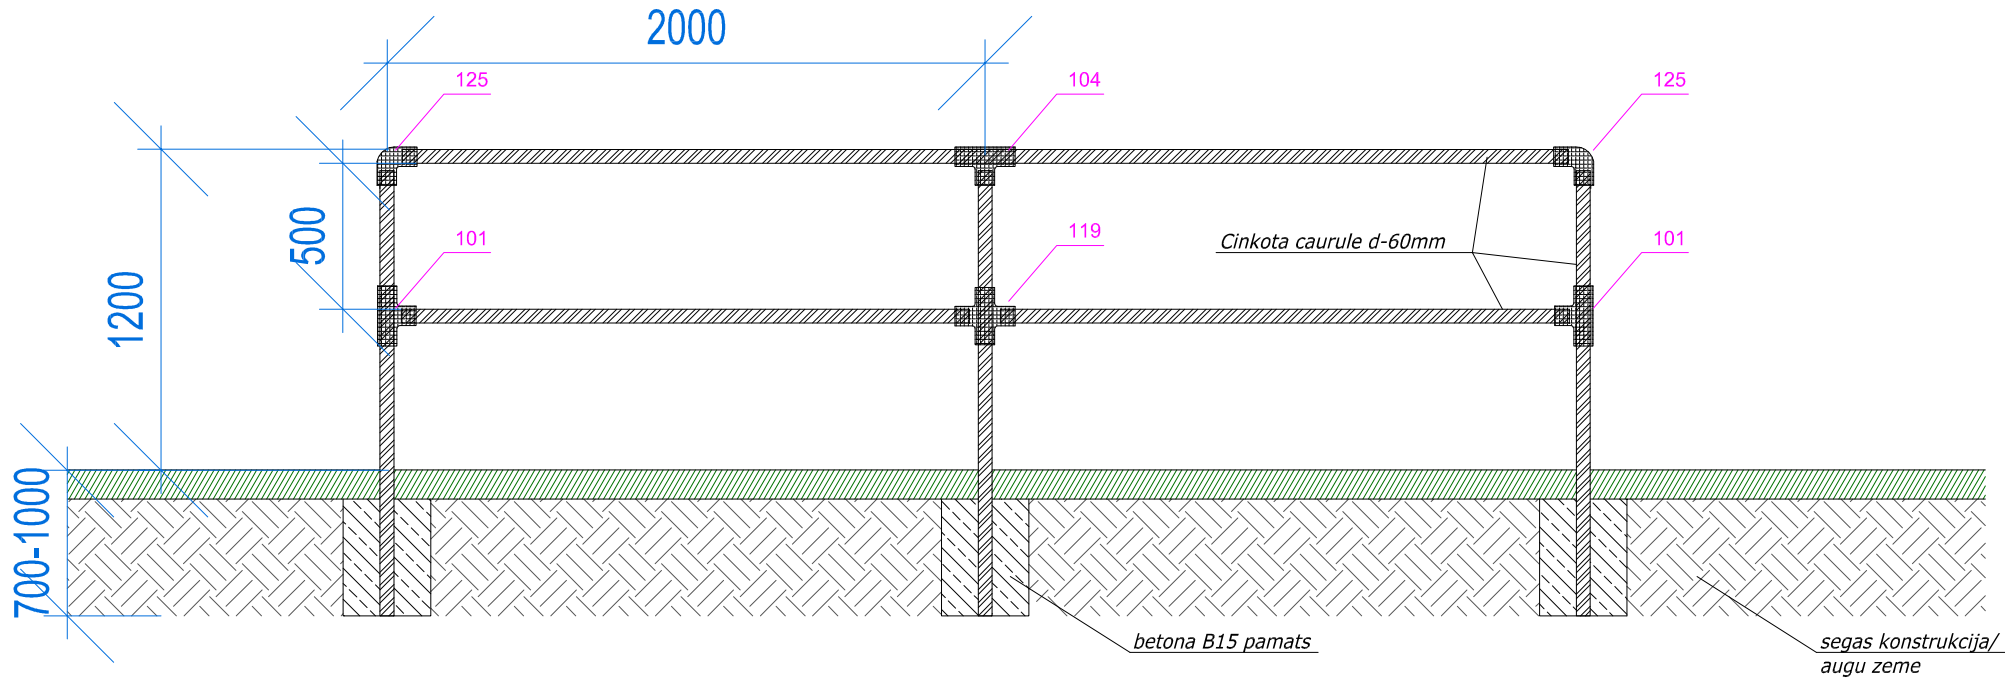 2000
125
104
125
500
101
119
101
Cinkota caurule d-60mm
1200
700-1000
betona B15 pamats
segas konstrukcija/
augu zeme